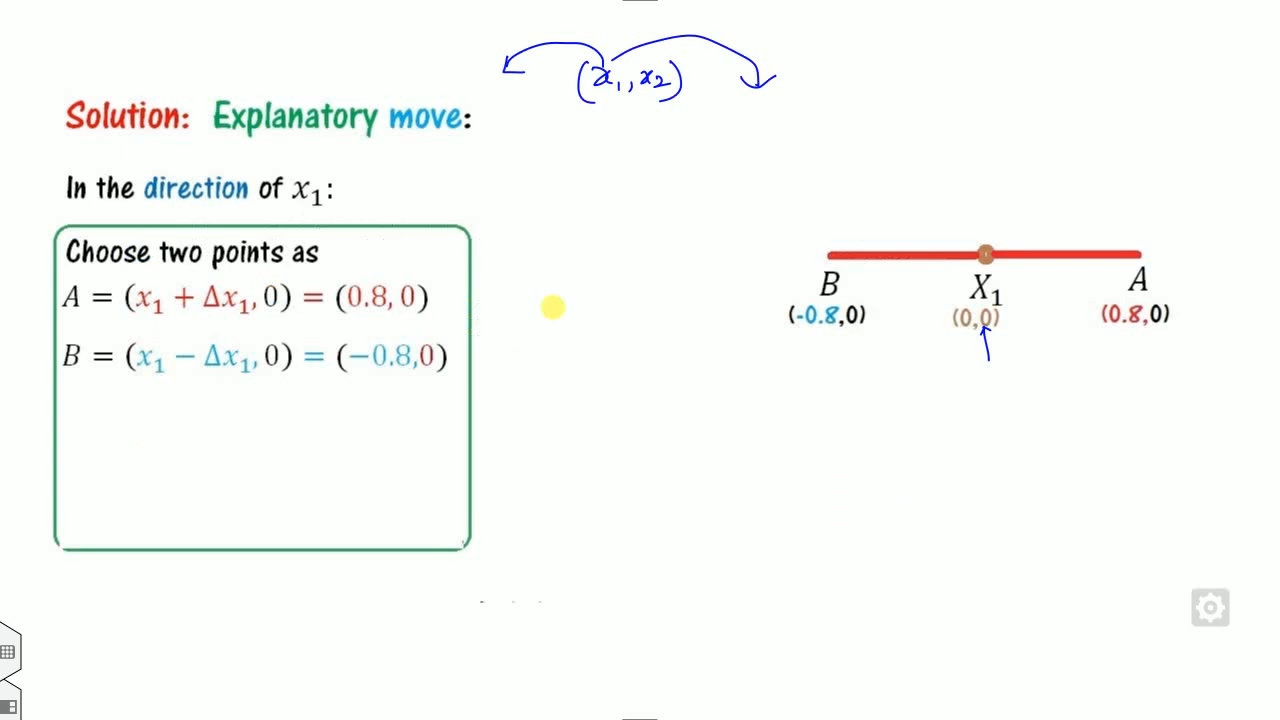 (x₁, x₂)
Solution: Explanatory move:
In the direction of x₁:
Choose two points as
A = (x₁ + Δx₁, 0) = (0.8, 0)
B = (x₁ − Δx₁, 0) = (−0.8,0)
B X₁ A
(-0.8,0) (0,0) (0.8,0)